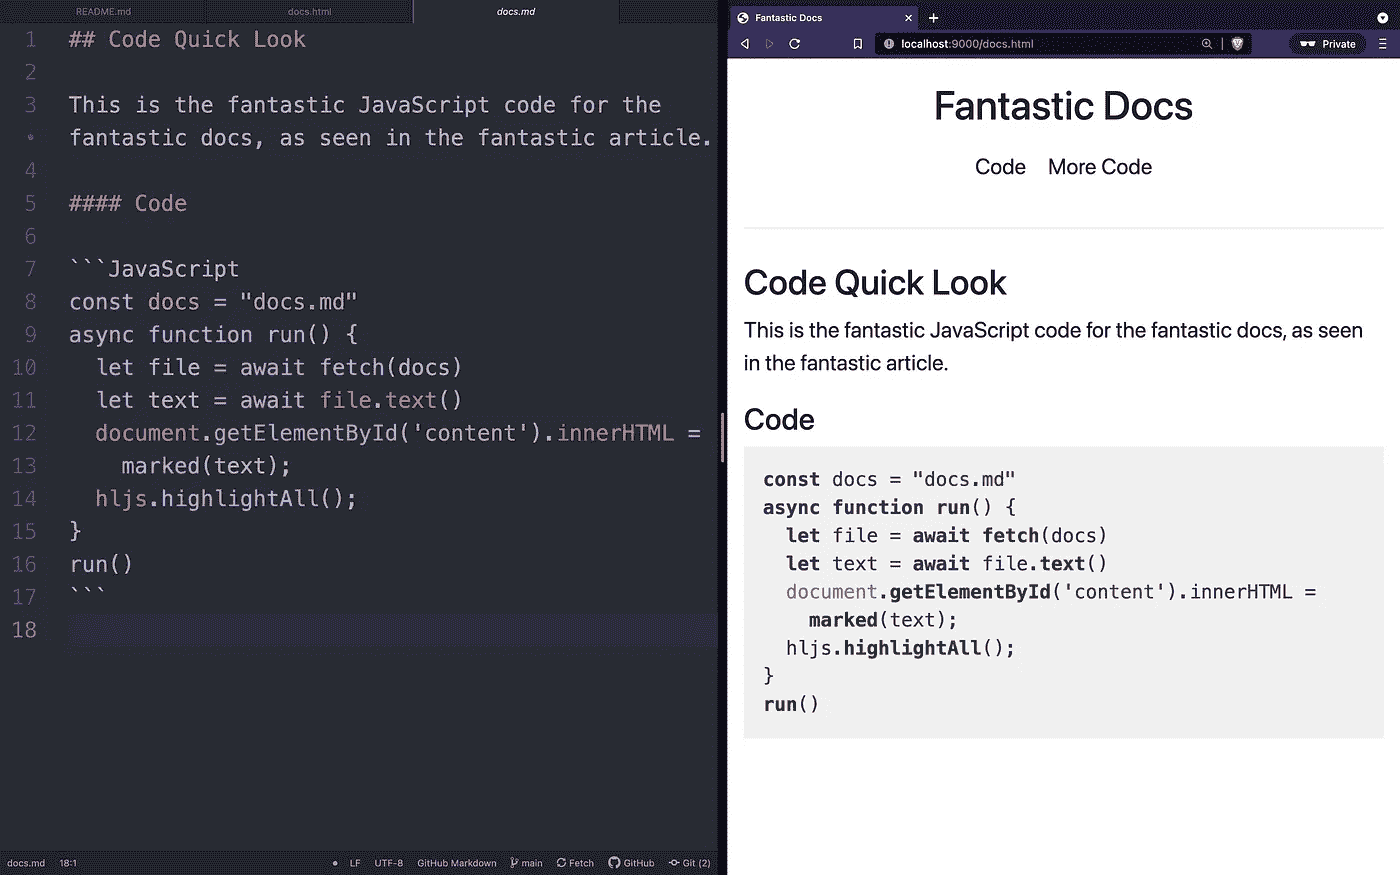 README.md
docs.html
docs.md
1 ## Code Quick Look
2
3 This is the fantastic JavaScript code for the
• fantastic docs, as seen in the fantastic article.
4
5 #### Code
6
7 ```JavaScript
8 const docs = "docs.md"
9 async function run() {
10   let file = await fetch(docs)
11   let text = await file.text()
12   document.getElementById('content').innerHTML =
13     marked(text);
14   hljs.highlightAll();
15 }
16 run()
17 ```
18
docs.md 18:1 LF UTF-8 GitHub Markdown main Fetch GitHub Git (2)
Fantastic Docs
localhost:9000/docs.html
Private
Fantastic Docs
Code More Code
Code Quick Look
This is the fantastic JavaScript code for the fantastic docs, as seen
in the fantastic article.
Code
const docs = "docs.md"
async function run() {
  let file = await fetch(docs)
  let text = await file.text()
  document.getElementById('content').innerHTML =
    marked(text);
  hljs.highlightAll();
}
run()